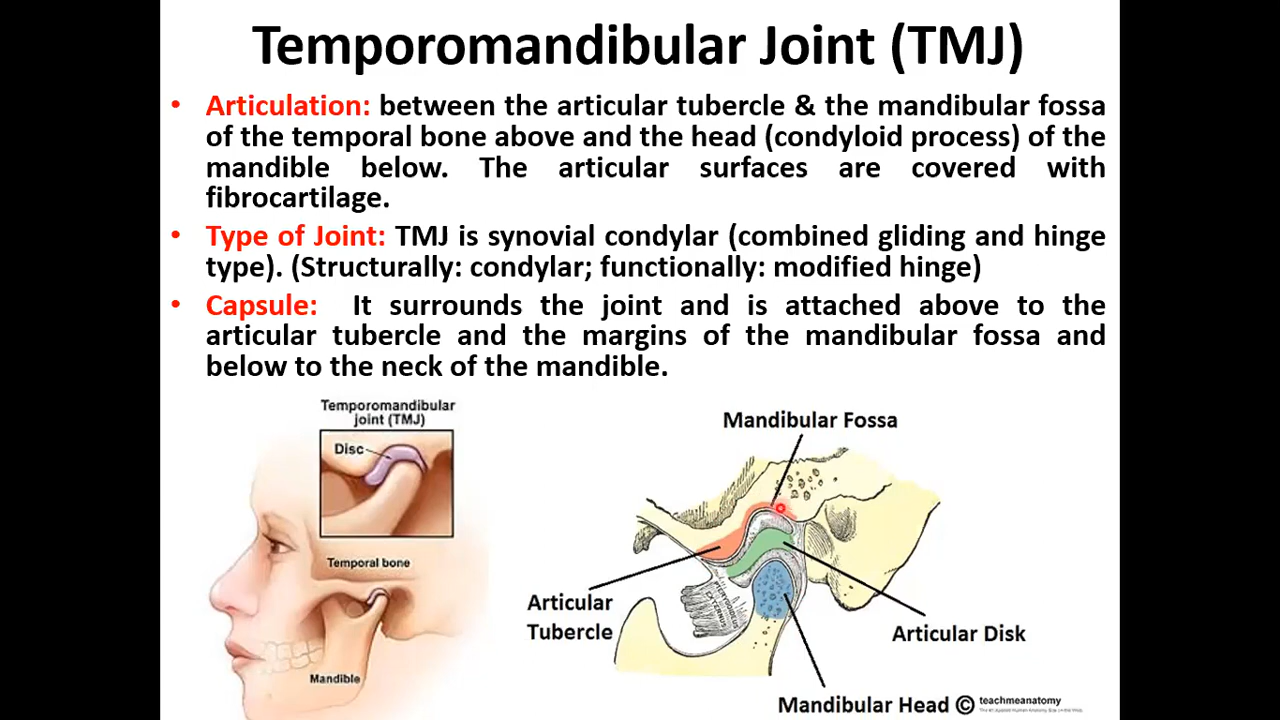 Temporomandibular Joint (TMJ)
• Articulation: between the articular tubercle & the mandibular fossa
of the temporal bone above and the head (condyloid process) of the
mandible below. The articular surfaces are covered with
fibrocartilage.
• Type of Joint: TMJ is synovial condylar (combined gliding and hinge
type). (Structurally: condylar; functionally: modified hinge)
• Capsule: It surrounds the joint and is attached above to the
articular tubercle and the margins of the mandibular fossa and
below to the neck of the mandible.
Temporomandibular
joint (TMJ)
Disc
Temporal bone
Mandible
Mandibular Fossa
Articular
Tubercle
Articular Disk
Mandibular Head
© teachmeanatomy